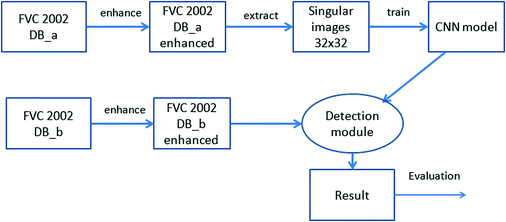 FVC 2002
DB_a
enhance
FVC 2002
DB_a
enhanced
extract
Singular
images
32x32
train
CNN model
FVC 2002
DB_b
enhance
FVC 2002
DB_b
enhanced
Detection
module
Result
Evaluation